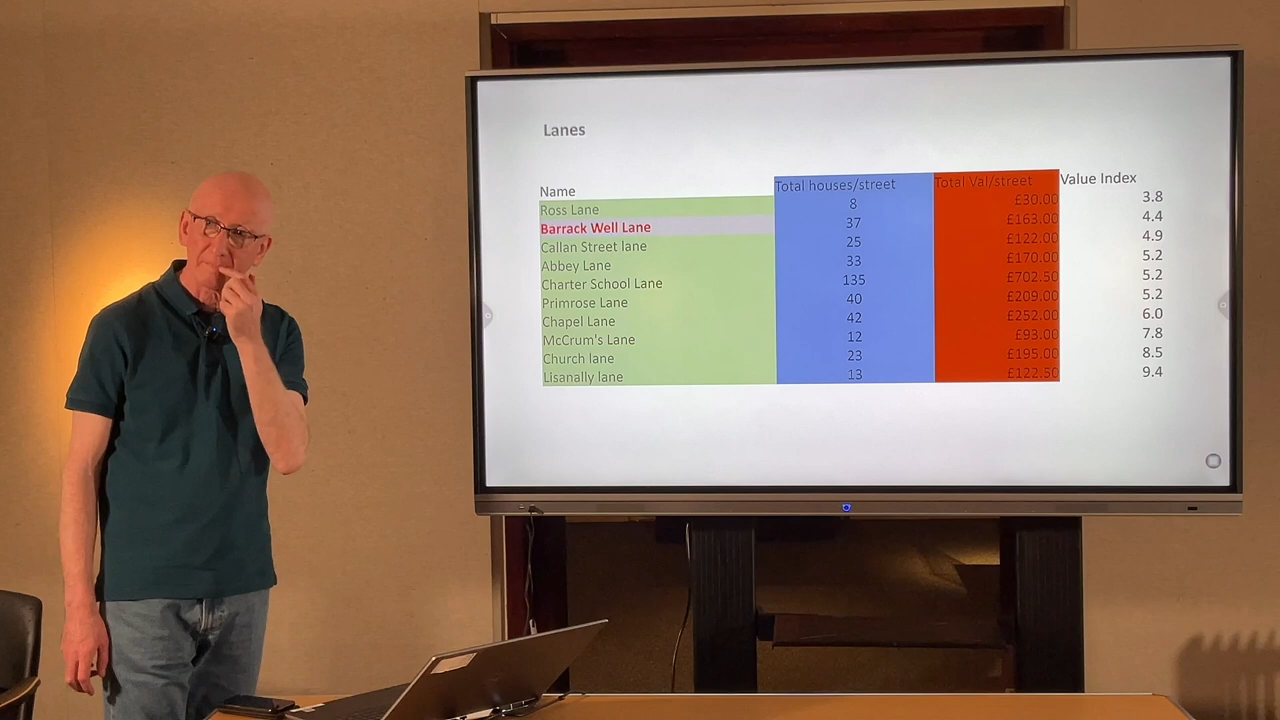 Lanes
Name Total houses/street Total Val/street Value Index
Ross Lane 8 £30.00 3.8
Barrack Well Lane 37 £163.00 4.4
Callan Street lane 25 £122.00 4.9
Abbey Lane 33 £170.00 5.2
Charter School Lane 135 £702.50 5.2
Primrose Lane 40 £209.00 5.2
Chapel Lane 42 £252.00 6.0
McCrum's Lane 12 £93.00 7.8
Church lane 23 £195.00 8.5
Lisanally lane 13 £122.50 9.4